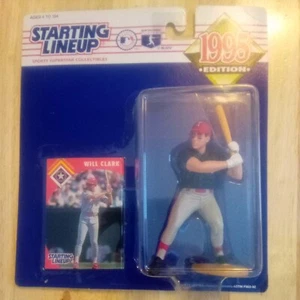 STARTING
LINEUP
1995
EDITION
WILL CLARK
STARTING
LINEUP